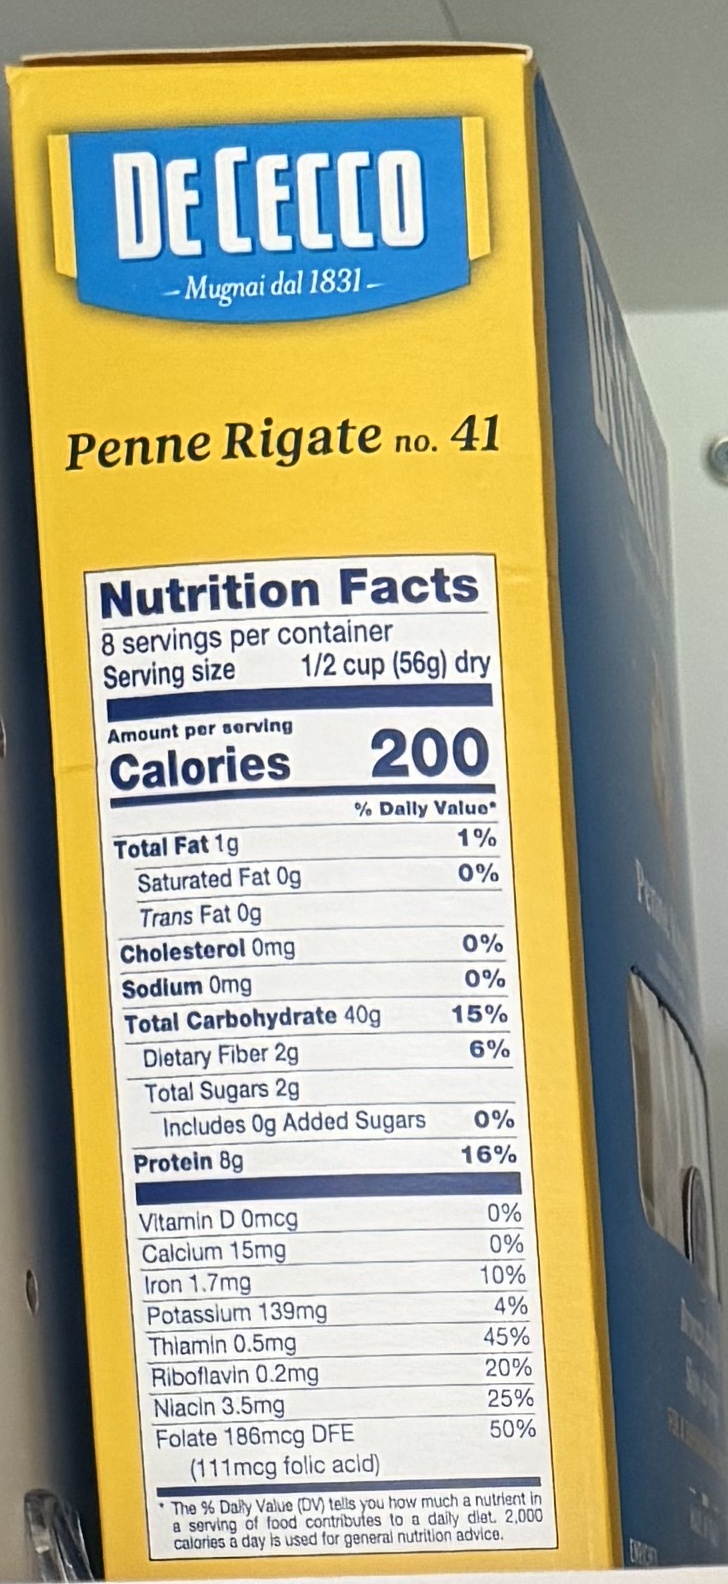 DE CECCO
- Mugnai dal 1831 -
Penne Rigate no. 41
Nutrition Facts
8 servings per container
Serving size 1/2 cup (56g) dry
Amount per serving
Calories 200
% Daily Value*
Total Fat 1g 1%
Saturated Fat 0g 0%
Trans Fat 0g
Cholesterol 0mg 0%
Sodium 0mg 0%
Total Carbohydrate 40g 15%
Dietary Fiber 2g 6%
Total Sugars 2g
Includes 0g Added Sugars 0%
Protein 8g 16%
Vitamin D 0mcg 0%
Calcium 15mg 0%
Iron 1.7mg 10%
Potassium 139mg 4%
Thiamin 0.5mg 45%
Riboflavin 0.2mg 20%
Niacin 3.5mg 25%
Folate 186mcg DFE 50%
(111mcg folic acid)
* The % Daily Value (DV) tells you how much a nutrient in
a serving of food contributes to a daily diet. 2,000
calories a day is used for general nutrition advice.